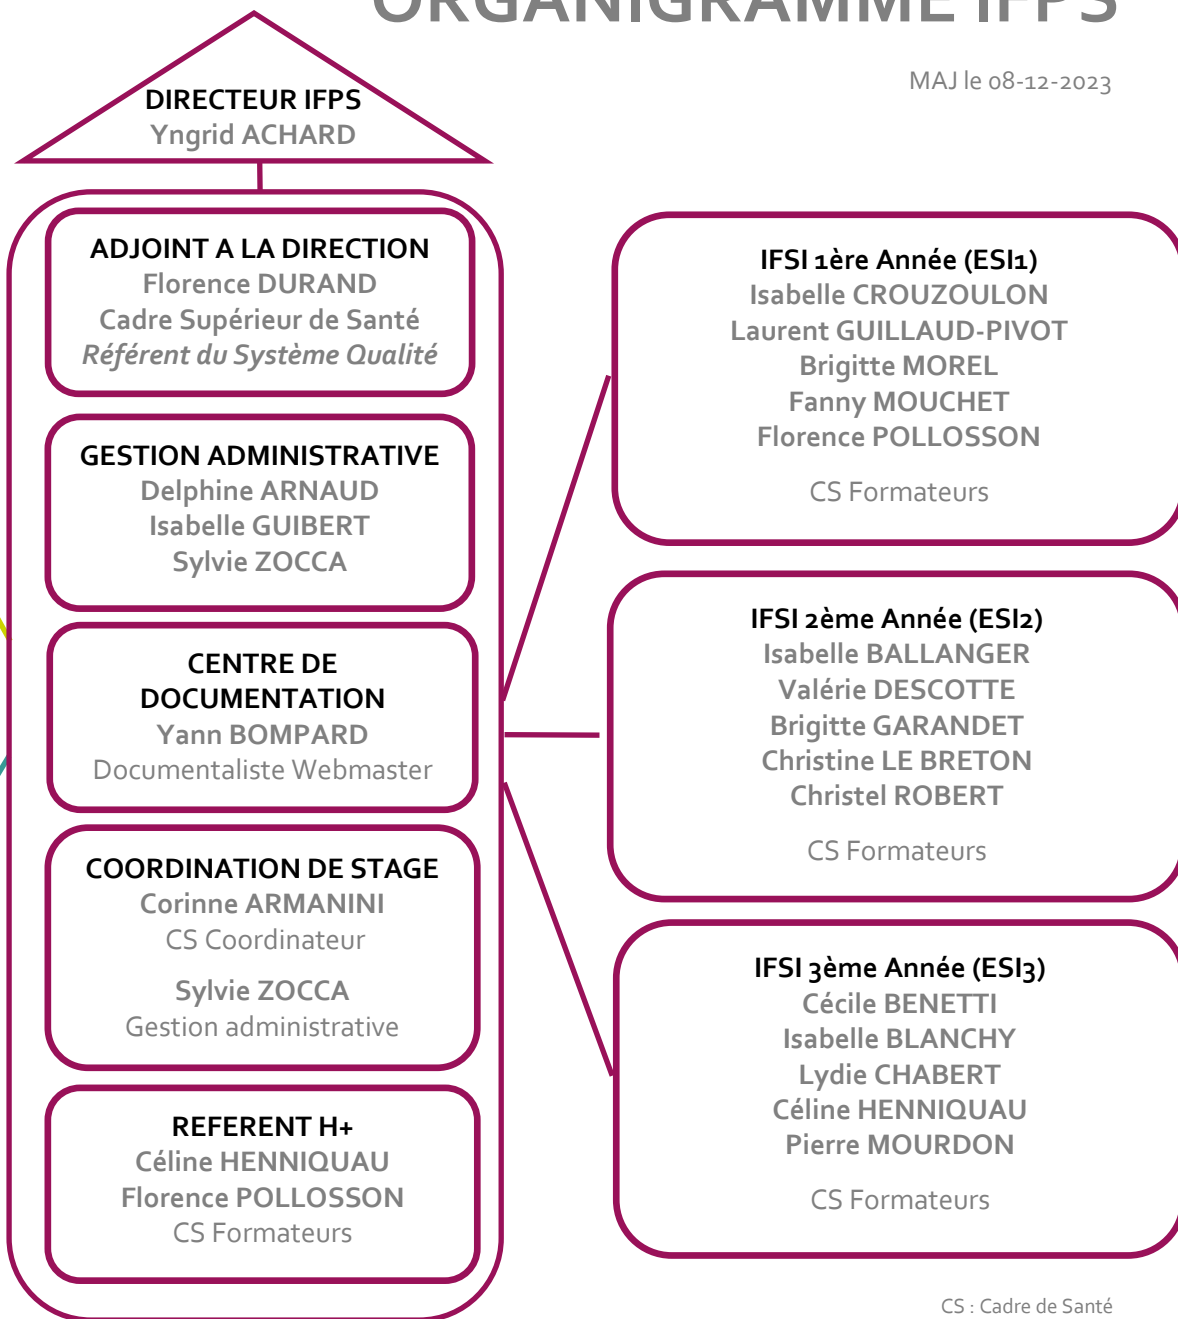 ORGANIGRAMME IFPS
MAJ le 08-12-2023
DIRECTEUR IFPS
Yngrid ACHARD
ADJOINT A LA DIRECTION
Florence DURAND
Cadre Supérieur de Santé
Référent du Système Qualité
GESTION ADMINISTRATIVE
Delphine ARNAUD
Isabelle GUIBERT
Sylvie ZOCCA
CENTRE DE
DOCUMENTATION
Yann BOMPARD
Documentaliste Webmaster
COORDINATION DE STAGE
Corinne ARMANINI
CS Coordinateur
Sylvie ZOCCA
Gestion administrative
REFERENT H+
Céline HENNIQUAU
Florence POLLOSSON
CS Formateurs
IFSI 1ère Année (ESI1)
Isabelle CROUZOULON
Laurent GUILLAUD-PIVOT
Brigitte MOREL
Fanny MOUCHET
Florence POLLOSSON
CS Formateurs
IFSI 2ème Année (ESI2)
Isabelle BALLANGER
Valérie DESCOTTE
Brigitte GARANDET
Christine LE BRETON
Christel ROBERT
CS Formateurs
IFSI 3ème Année (ESI3)
Cécile BENETTI
Isabelle BLANCHY
Lydie CHABERT
Céline HENNIQUAU
Pierre MOURDON
CS Formateurs
CS : Cadre de Santé